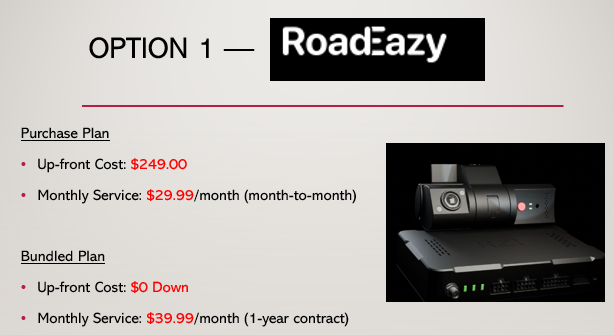 OPTION 1 — RoadEazy
Purchase Plan
• Up-front Cost: $249.00
• Monthly Service: $29.99/month (month-to-month)
Bundled Plan
• Up-front Cost: $0 Down
• Monthly Service: $39.99/month (1-year contract)